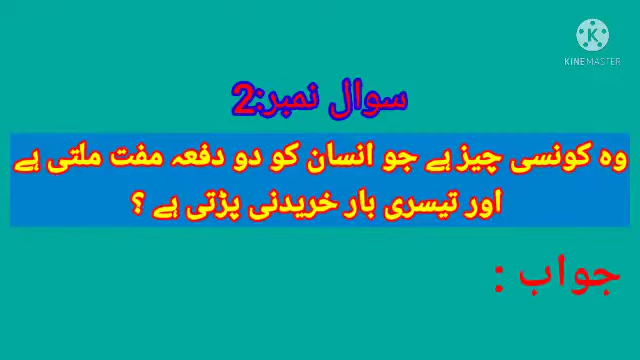 KINEMASTER
سوال نمبر:2
وہ کونسی چیز ہے جو انسان کو دو دفعہ مفت ملتی ہے
اور تیسری بار خریدنی پڑتی ہے ؟
جواب :